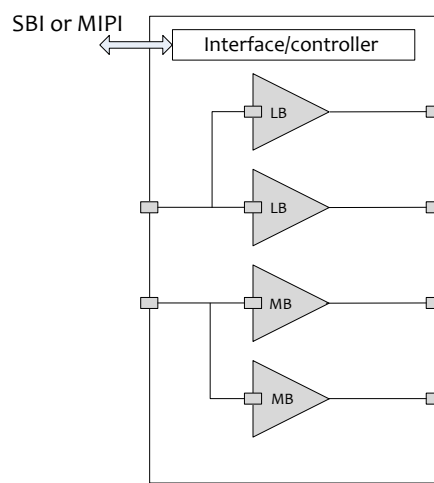 SBI or MIPI
Interface/controller
LB
LB
MB
MB